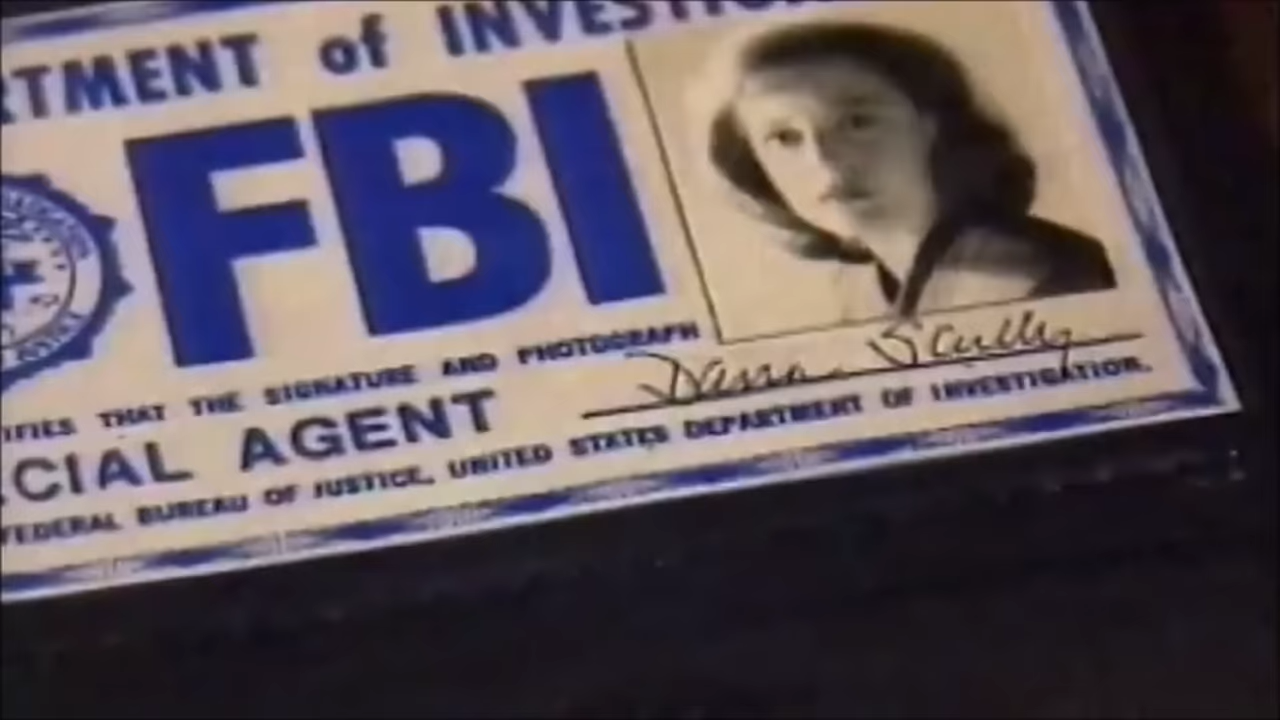 RTMENT of INVESTIG
FBI
IFIES THAT THE SIGNATURE AND PHOTOGRAPH
Dana Scully
CIAL AGENT
FEDERAL BUREAU OF JUSTICE, UNITED STATES DEPARTMENT OF INVESTIGATION.